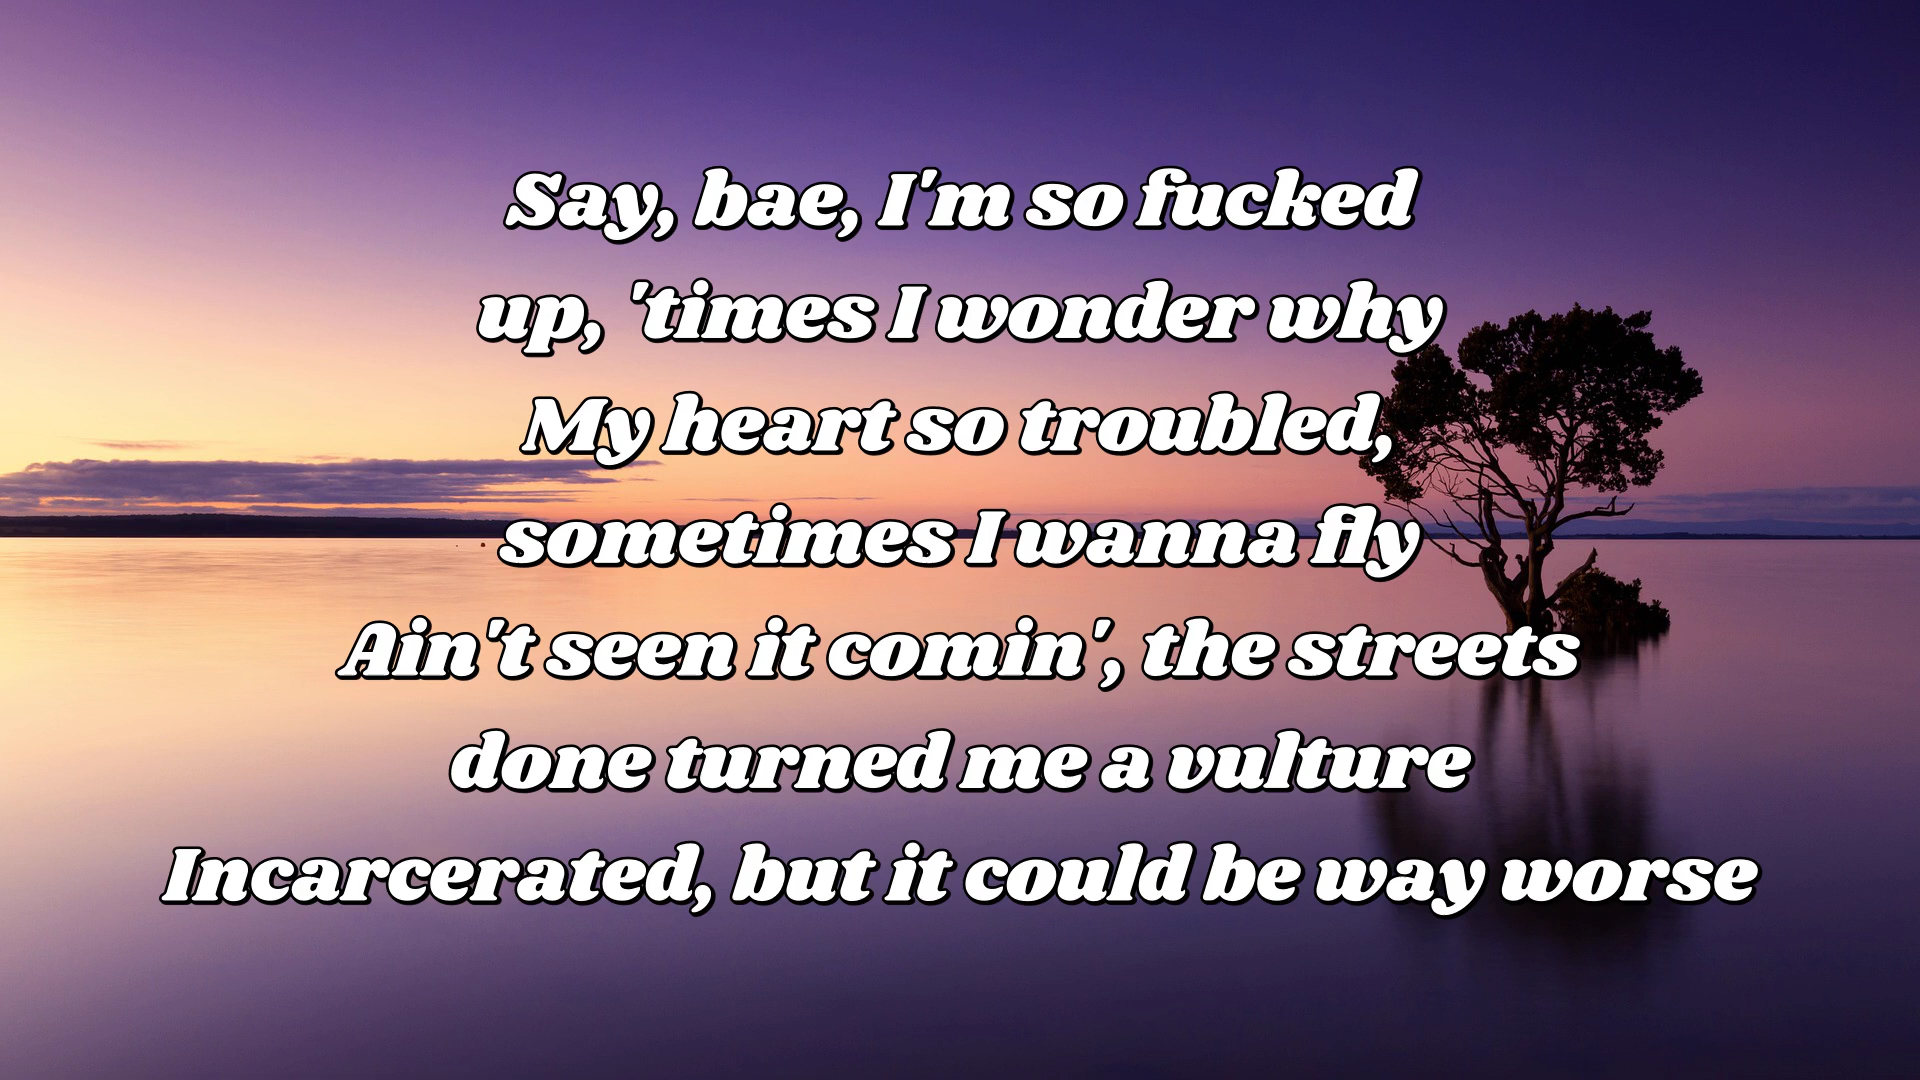 Say, bae, I'm so fucked
up, 'times I wonder why
My heart so troubled,
sometimes I wanna fly
Ain't seen it comin', the streets
done turned me a vulture
Incarcerated, but it could be way worse